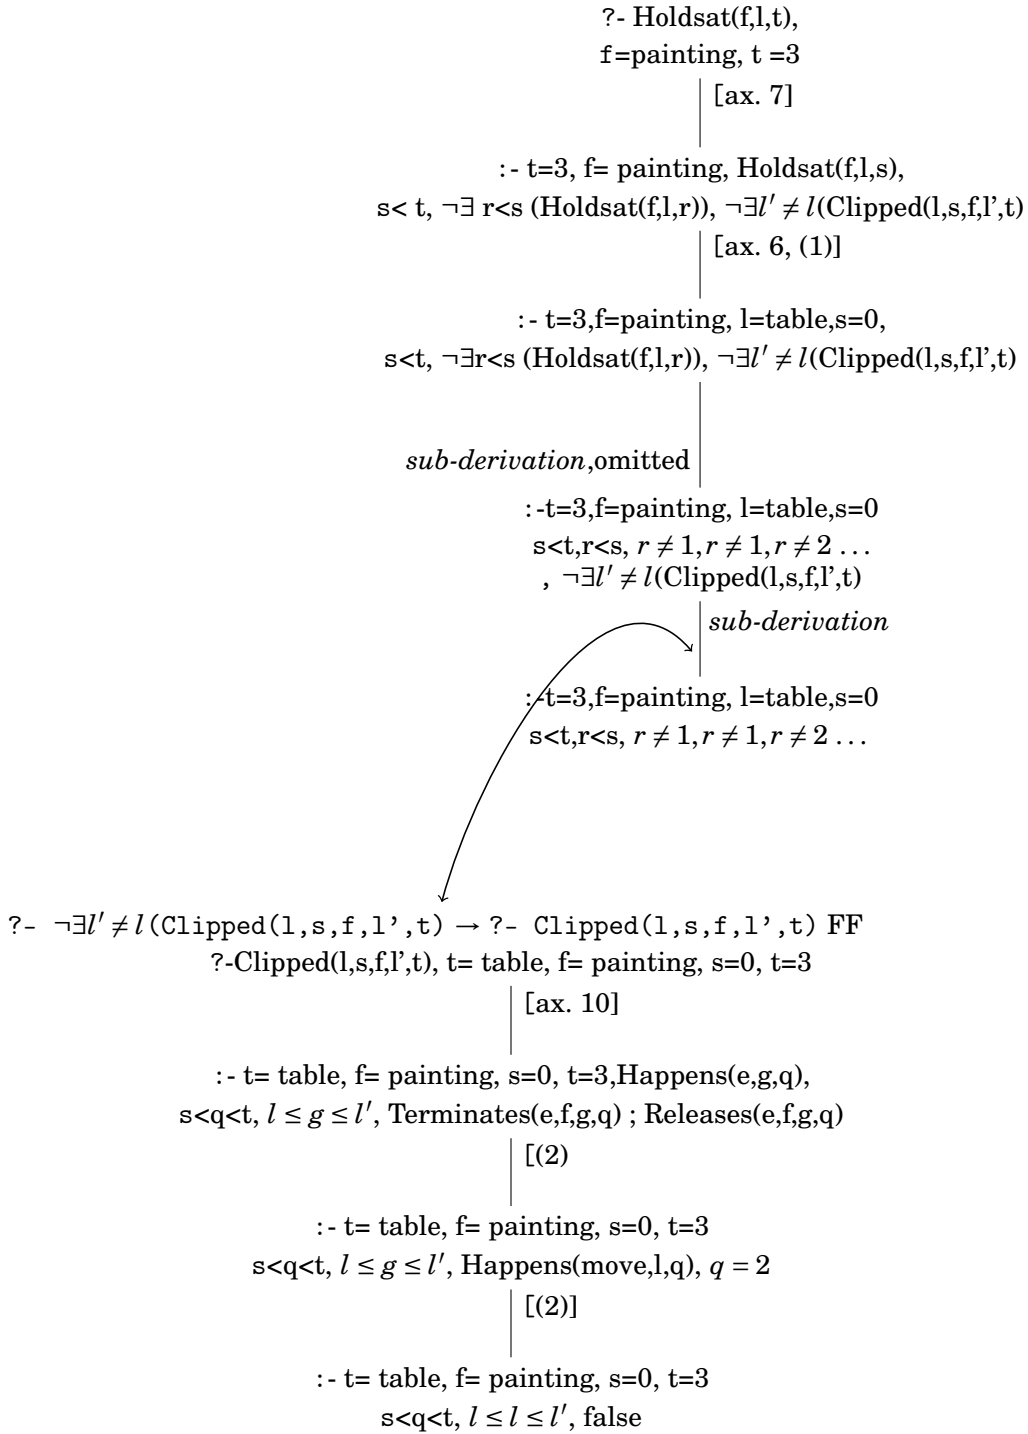 ?- Holdsat(f,l,t),
f=painting, t =3
[ax. 7]
:- t=3, f= painting, Holdsat(f,l,s),
s< t, ¬∃ r<s (Holdsat(f,l,r)), ¬∃l′ ≠ l(Clipped(l,s,f,l’,t)
[ax. 6, (1)]
:- t=3,f=painting, l=table,s=0,
s<t, ¬∃r<s (Holdsat(f,l,r)), ¬∃l′ ≠ l(Clipped(l,s,f,l’,t)
sub-derivation,omitted
:-t=3,f=painting, l=table,s=0
s<t,r<s, r ≠ 1,r ≠ 1,r ≠ 2 ...
, ¬∃l′ ≠ l(Clipped(l,s,f,l’,t)
sub-derivation
:-t=3,f=painting, l=table,s=0
s<t,r<s, r ≠ 1,r ≠ 1,r ≠ 2 ...
?- ¬∃l′ ≠ l(Clipped(l,s,f,l’,t) → ?- Clipped(l,s,f,l’,t) FF
?-Clipped(l,s,f,l’,t), t= table, f= painting, s=0, t=3
[ax. 10]
:- t= table, f= painting, s=0, t=3,Happens(e,g,q),
s<q<t, l ≤ g ≤ l′, Terminates(e,f,g,q) ; Releases(e,f,g,q)
[(2)
:- t= table, f= painting, s=0, t=3
s<q<t, l ≤ g ≤ l′, Happens(move,l,q), q = 2
[(2)]
:- t= table, f= painting, s=0, t=3
s<q<t, l ≤ l ≤ l′, false